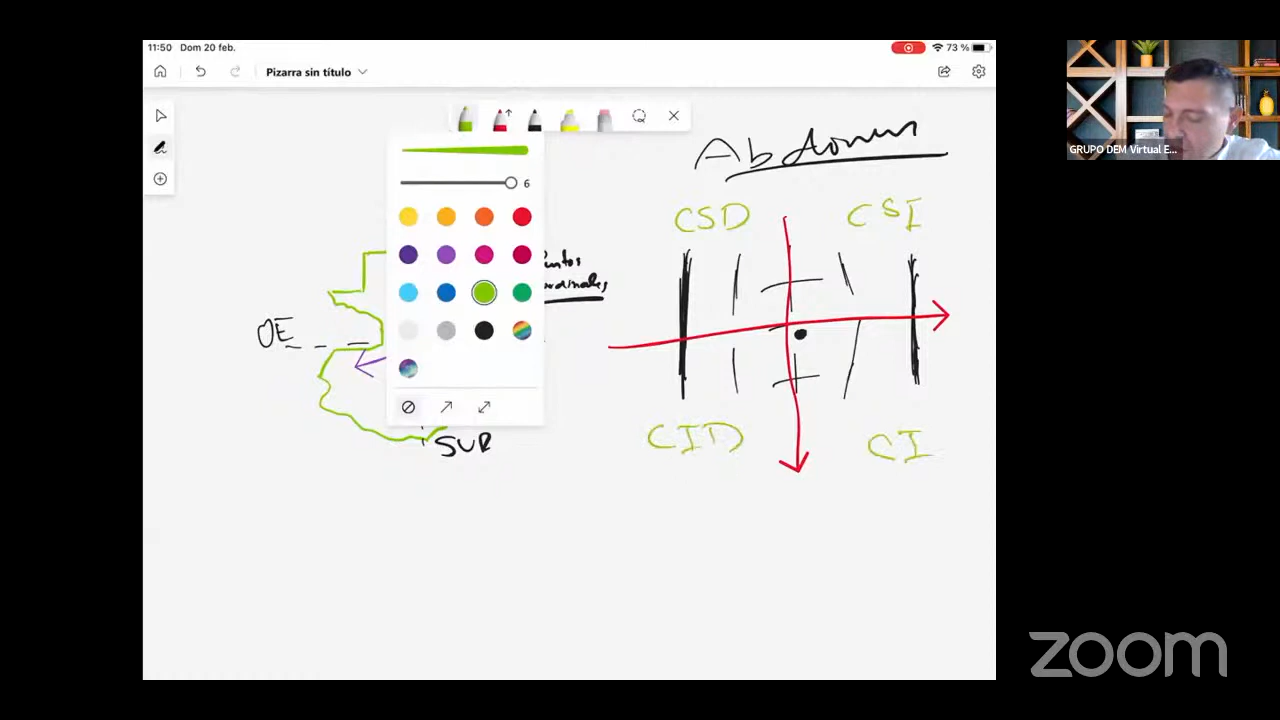 11:50 Dom 20 feb.
73 %
Pizarra sin título
GRUPO DEM Virtual E...
Abdomen
6
CSD
CSI
OE
SUR
CID
CI
zoom